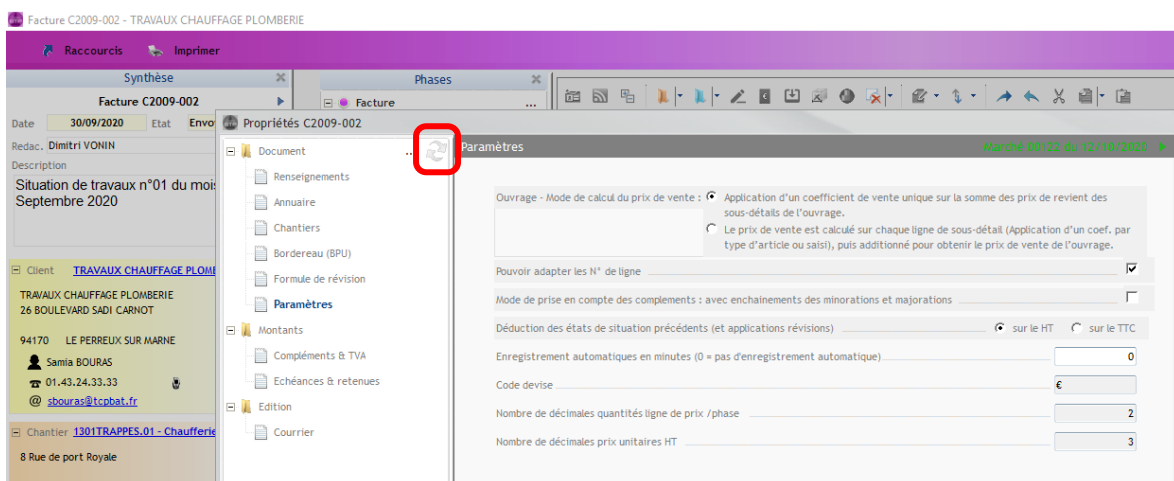 Facture C2009-002 - TRAVAUX CHAUFFAGE PLOMBERIE
Raccourcis Imprimer
Synthèse
Phases
Facture C2009-002
Facture ...
Date 30/09/2020 Etat Envo
Propriétés C2009-002
Redac. Dimitri VONIN
Description
Situation de travaux n°01 du mois
Septembre 2020
Client TRAVAUX CHAUFFAGE PLOME
TRAVAUX CHAUFFAGE PLOMBERIE
26 BOULEVARD SADI CARNOT
94170 LE PERREUX SUR MARNE
Samia BOURAS
01.43.24.33.33
@ sbouras@tcpbat.fr
Chantier 1301TRAPPES.01 - Chaufferie
8 Rue de port Royale
Document ..
Renseignements
Annuaire
Chantiers
Bordereau (BPU)
Formule de révision
Paramètres
Montants
Compléments & TVA
Echéances & retenues
Edition
Courrier
Paramètres
Marché 00122 du 12/10/2020
Ouvrage - Mode de calcul du prix de vente : Application d'un coefficient de vente unique sur la somme des prix de revient des
sous-détails de l'ouvrage.
Le prix de vente est calculé sur chaque ligne de sous-détail (Application d'un coef. par
type d'article ou saisi), puis additionné pour obtenir le prix de vente de l'ouvrage.
Pouvoir adapter les N° de ligne
Mode de prise en compte des complements : avec enchainements des minorations et majorations
Déduction des états de situation précédents (et applications révisions) sur le HT sur le TTC
Enregistrement automatiques en minutes (0 = pas d'enregistrement automatique) 0
Code devise €
Nombre de décimales quantités ligne de prix /phase 2
Nombre de décimales prix unitaires HT 3